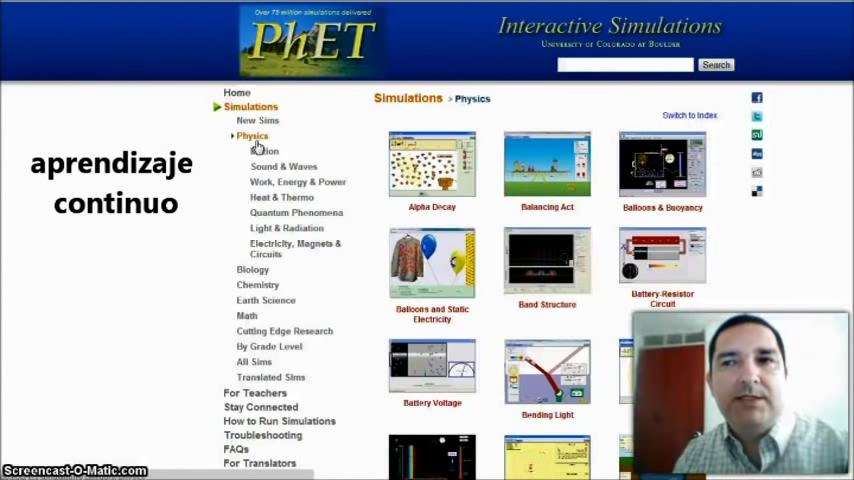 Over 75 million simulations delivered
PhET
Interactive Simulations
University of Colorado at Boulder
Search
Home
Simulations
New Sims
Physics
Sound & Waves
Work, Energy & Power
Heat & Thermo
Quantum Phenomena
Light & Radiation
Electricity, Magnets &
Circuits
Biology
Chemistry
Earth Science
Math
Cutting Edge Research
By Grade Level
All Sims
Translated Sims
For Teachers
Stay Connected
How to Run Simulations
Troubleshooting
FAQs
For Translators
aprendizaje
continuo
Simulations > Physics
Switch to Index
Alpha Decay
Balancing Act
Balloons & Buoyancy
Balloons and Static
Electricity
Band Structure
Battery-Resistor
Circuit
Battery Voltage
Bending Light
Screencast-O-Matic.com